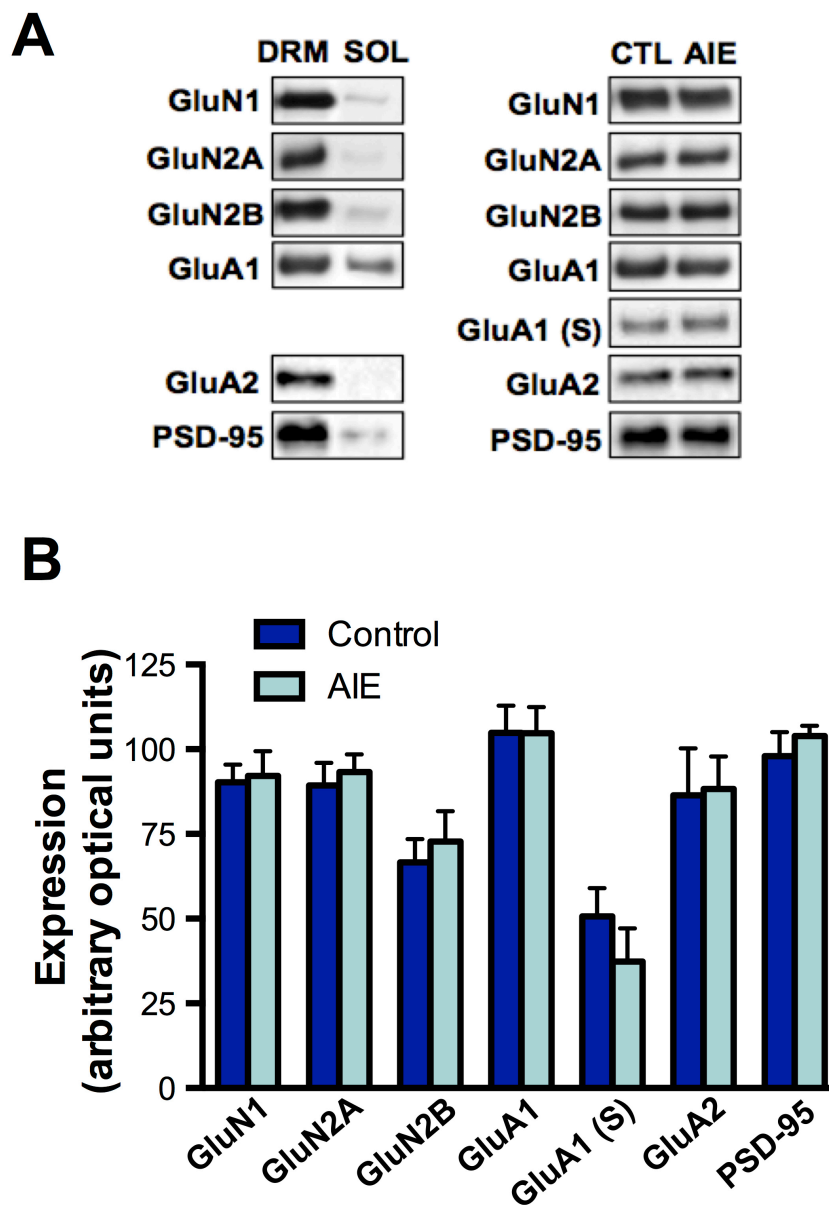 A
DRM SOL
GluN1
GluN2A
GluN2B
GluA1
GluA2
PSD-95
CTL AIE
GluN1
GluN2A
GluN2B
GluA1
GluA1 (S)
GluA2
PSD-95
B
Control
AIE
Expression
(arbitrary optical units)
125
100
75
50
25
0
GluN1
GluN2A
GluN2B
GluA1
GluA1 (S)
GluA2
PSD-95